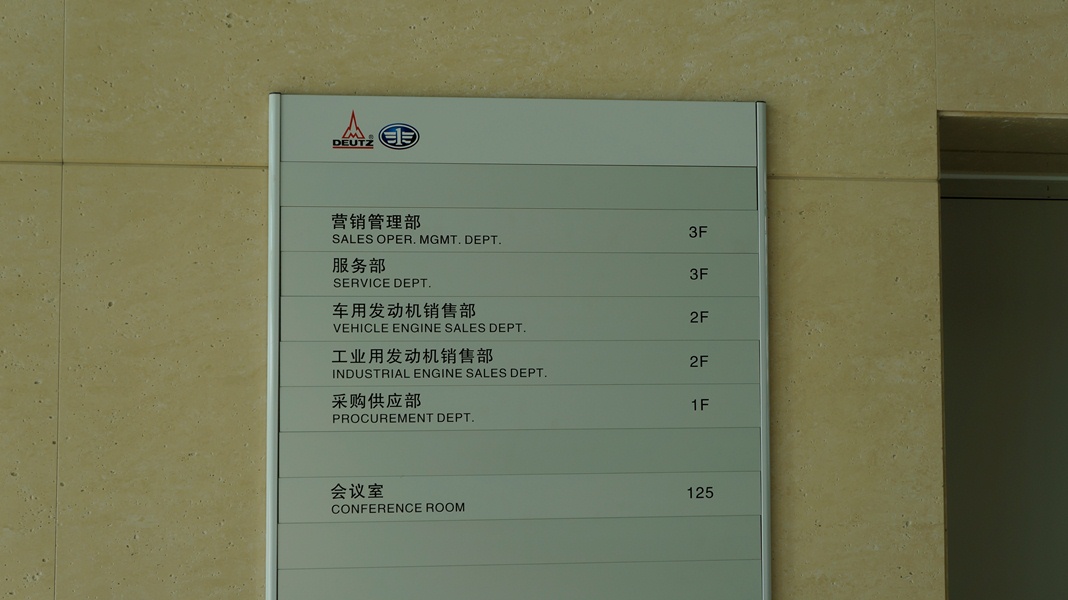 DEUTZ®
营销管理部 3F
SALES OPER. MGMT. DEPT.
服务部 3F
SERVICE DEPT.
车用发动机销售部 2F
VEHICLE ENGINE SALES DEPT.
工业用发动机销售部 2F
INDUSTRIAL ENGINE SALES DEPT.
采购供应部 1F
PROCUREMENT DEPT.
会议室 125
CONFERENCE ROOM